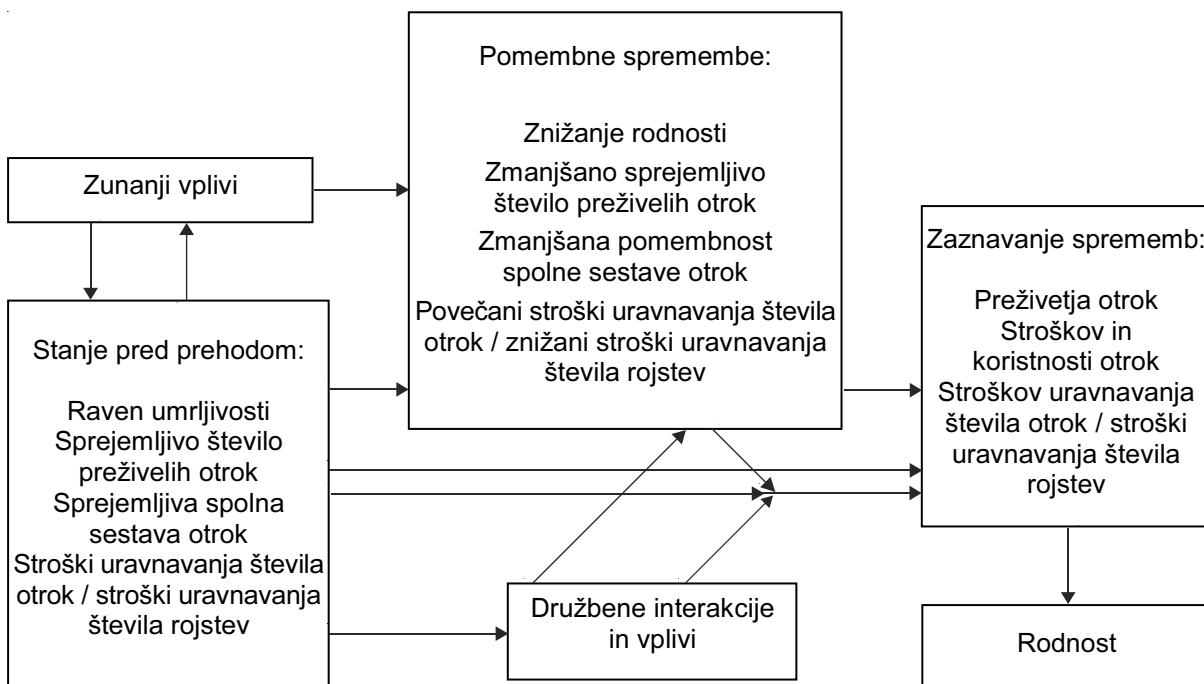 Pomembne spremembe:
Znižanje rodnosti
Zmanjšano sprejemljivo
število preživelih otrok
Zmanjšana pomembnost
spolne sestave otrok
Povečani stroški uravnavanja števila
otrok / znižani stroški uravnavanja
števila rojstev
Zunanji vplivi
Stanje pred prehodom:
Raven umrljivosti
Sprejemljivo število
preživelih otrok
Sprejemljiva spolna
sestava otrok
Stroški uravnavanja števila
otrok / stroški uravnavanja
števila rojstev
Družbene interakcije
in vplivi
Zaznavanje sprememb:
Preživetja otrok
Stroškov in
koristnosti otrok
Stroškov uravnavanja
števila otrok / stroški
uravnavanja števila
rojstev
Rodnost